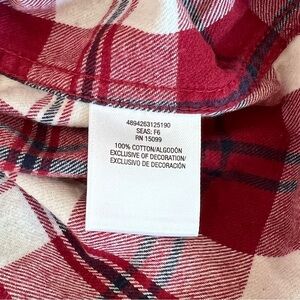 4894263125190
SEAS: F6
RN 15099
100% COTTON/ALGODÓN
EXCLUSIVE OF DECORATION/
EXCLUSIVO DE DECORACIÓN